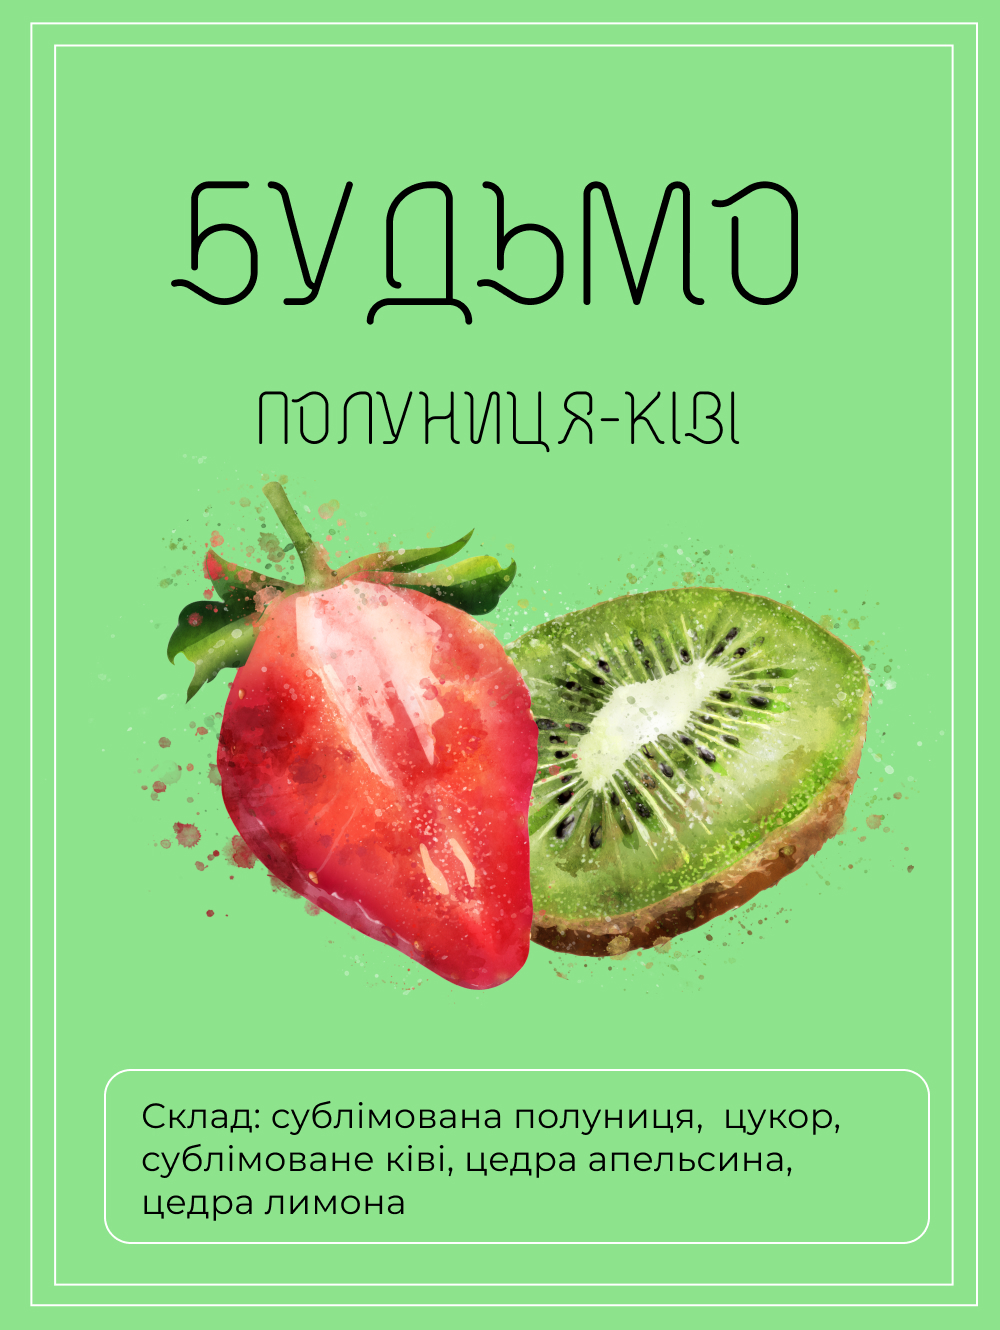 БУДЬМО
ПОЛУНИЦЯ-КІВІ
Склад: сублімована полуниця, цукор,
сублімоване ківі, цедра апельсина,
цедра лимона